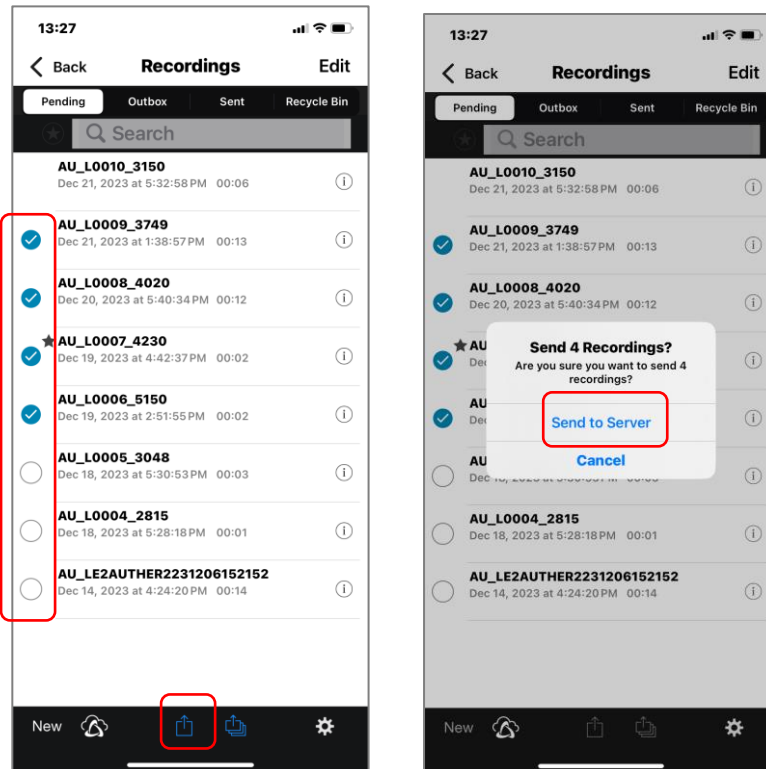 13:27
Back Recordings Edit
Pending Outbox Sent Recycle Bin
Search
AU_L0010_3150
Dec 21, 2023 at 5:32:58 PM 00:06
AU_L0009_3749
Dec 21, 2023 at 1:38:57 PM 00:13
AU_L0008_4020
Dec 20, 2023 at 5:40:34 PM 00:12
AU_L0007_4230
Dec 19, 2023 at 4:42:37 PM 00:02
AU_L0006_5150
Dec 19, 2023 at 2:51:55 PM 00:02
AU_L0005_3048
Dec 18, 2023 at 5:30:53 PM 00:03
AU_L0004_2815
Dec 18, 2023 at 5:28:18 PM 00:01
AU_LE2AUTHER2231206152152
Dec 14, 2023 at 4:24:20 PM 00:14
New
13:27
Back Recordings Edit
Pending Outbox Sent Recycle Bin
Search
AU_L0010_3150
Dec 21, 2023 at 5:32:58 PM 00:06
AU_L0009_3749
Dec 21, 2023 at 1:38:57 PM 00:13
AU_L0008_4020
Dec 20, 2023 at 5:40:34 PM 00:12
AU
Dec
AU
Dec
AU
Send 4 Recordings?
Are you sure you want to send 4
recordings?
Send to Server
Cancel
AU_L0004_2815
Dec 18, 2023 at 5:28:18 PM 00:01
AU_LE2AUTHER2231206152152
Dec 14, 2023 at 4:24:20 PM 00:14
New